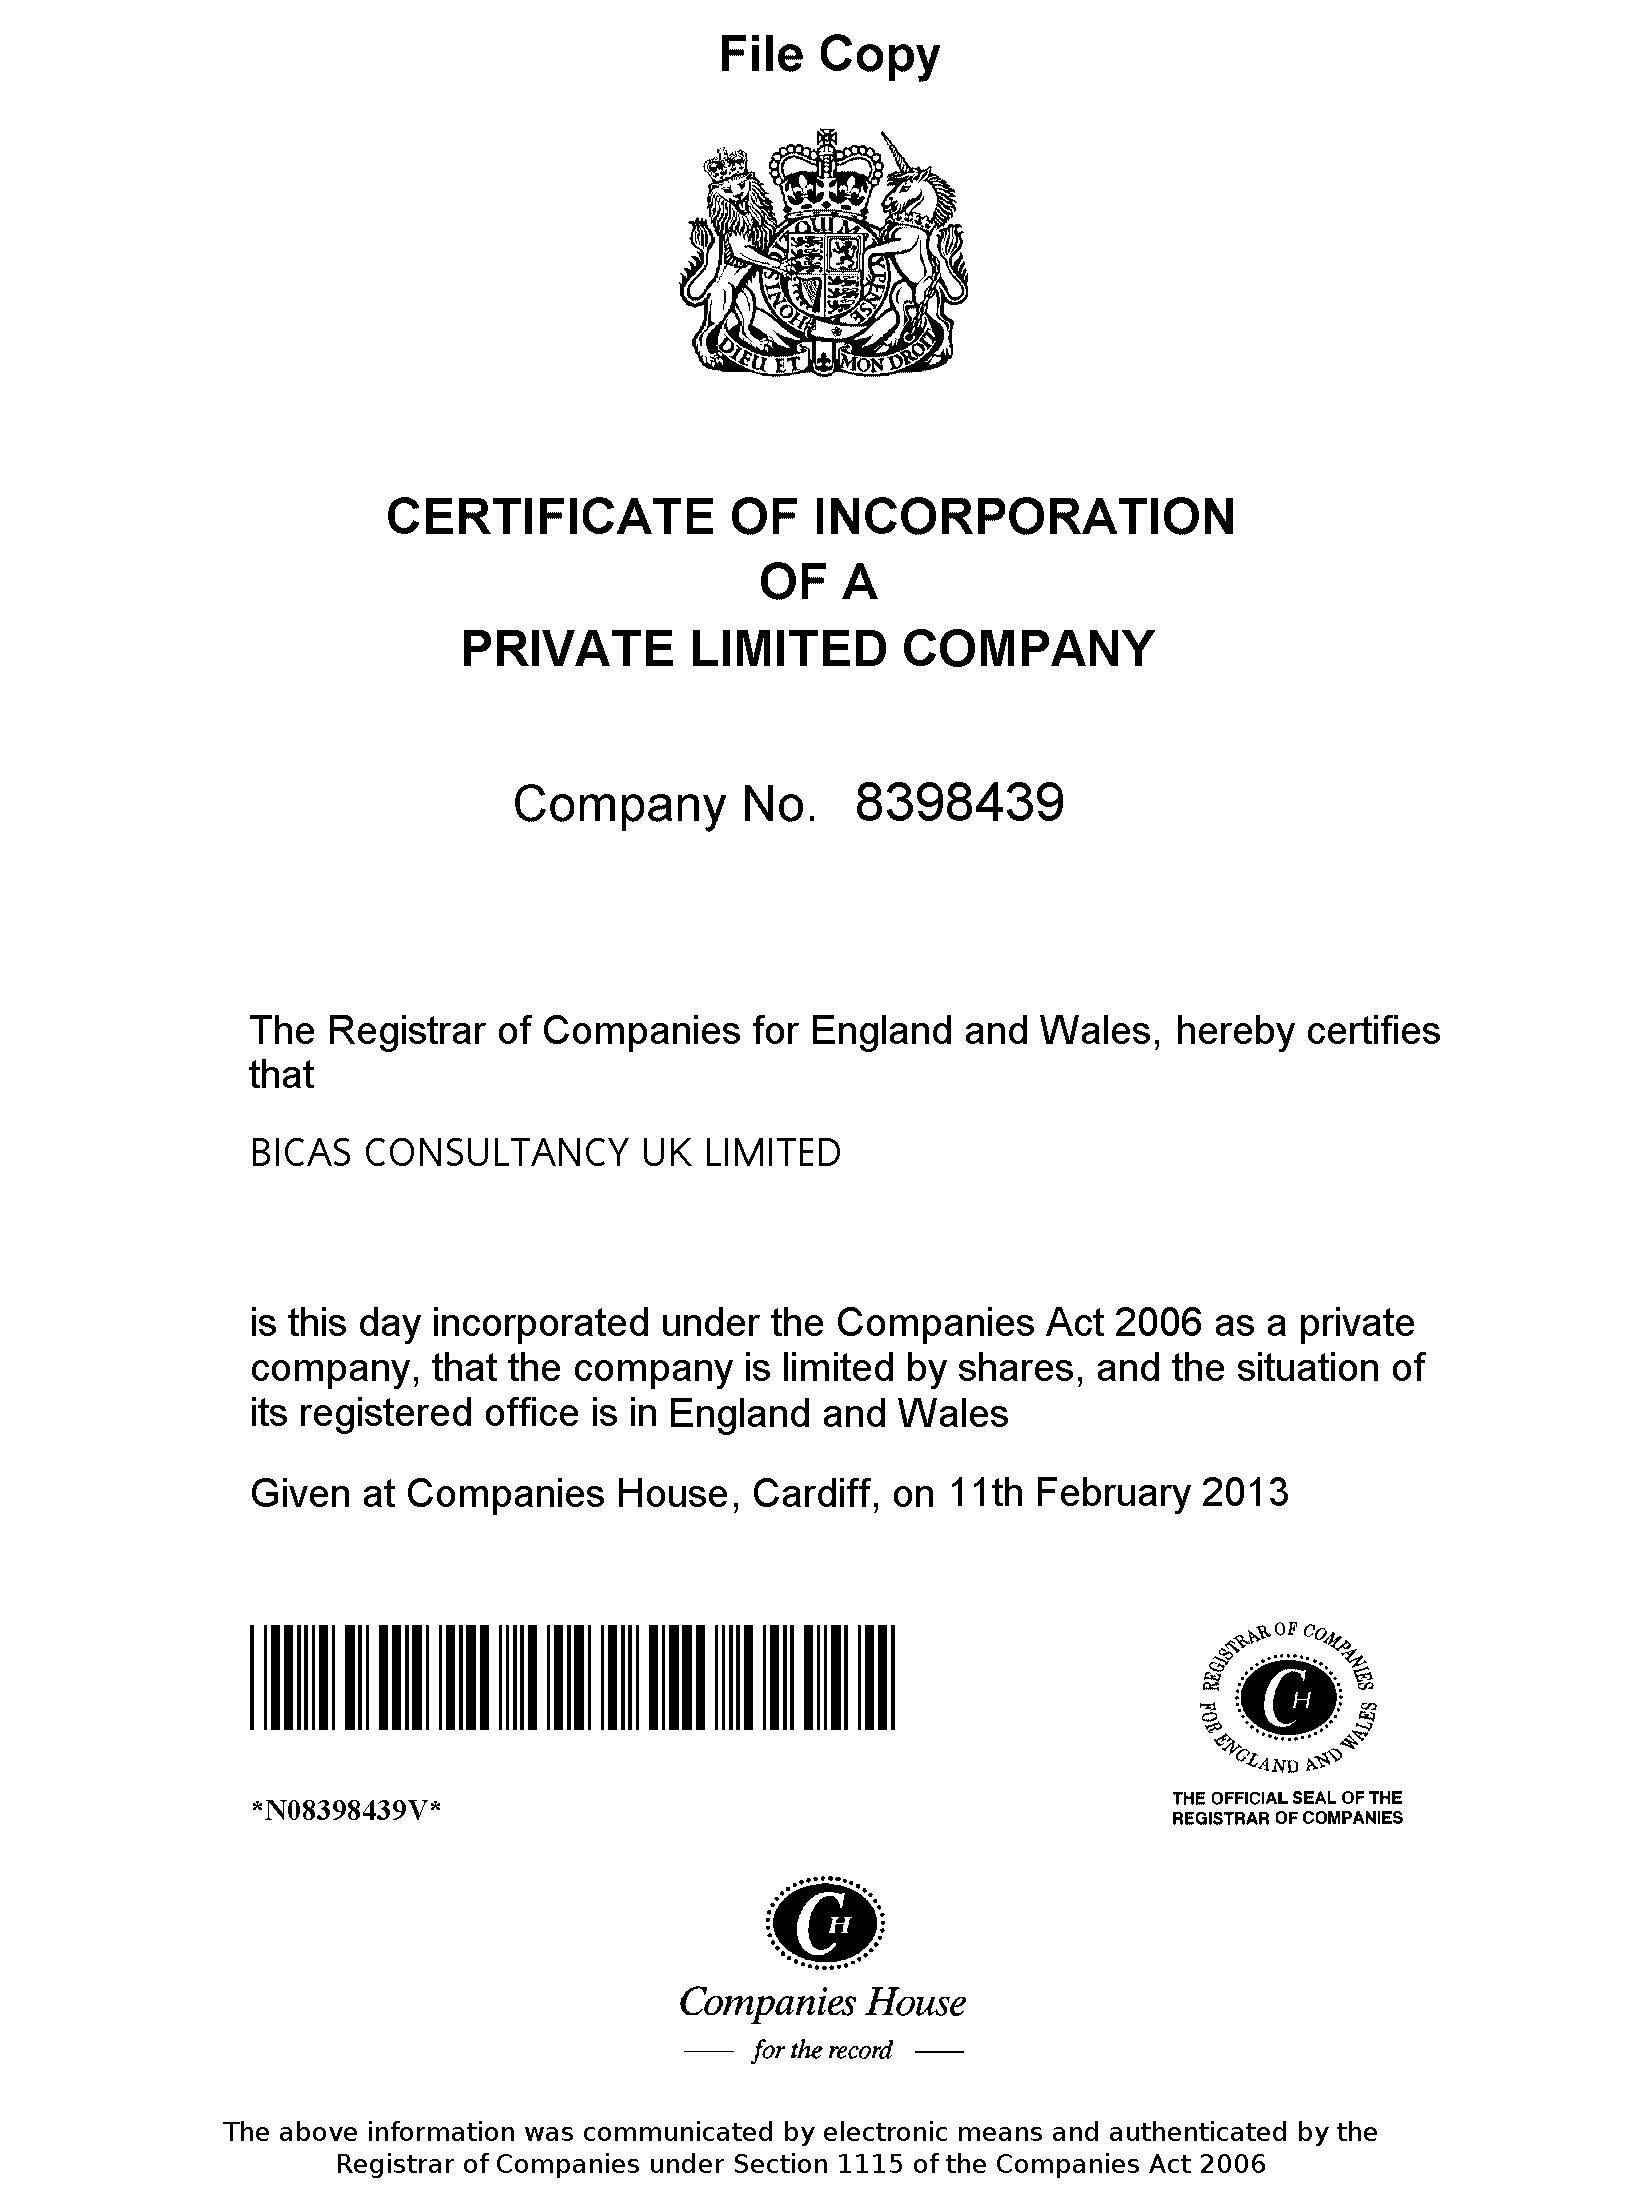 File Copy
HONI SOIT QUI MAL Y PENSE
DIEU ET MON DROIT
CERTIFICATE OF INCORPORATION
OF A
PRIVATE LIMITED COMPANY
Company No. 8398439
The Registrar of Companies for England and Wales, hereby certifies
that
BICAS CONSULTANCY UK LIMITED
is this day incorporated under the Companies Act 2006 as a private
company, that the company is limited by shares, and the situation of
its registered office is in England and Wales
Given at Companies House, Cardiff, on 11th February 2013
*N08398439V*
REGISTRAR OF COMPANIES
FOR ENGLAND AND WALES
CH
THE OFFICIAL SEAL OF THE
REGISTRAR OF COMPANIES
CH
Companies House
for the record
The above information was communicated by electronic means and authenticated by the
Registrar of Companies under Section 1115 of the Companies Act 2006